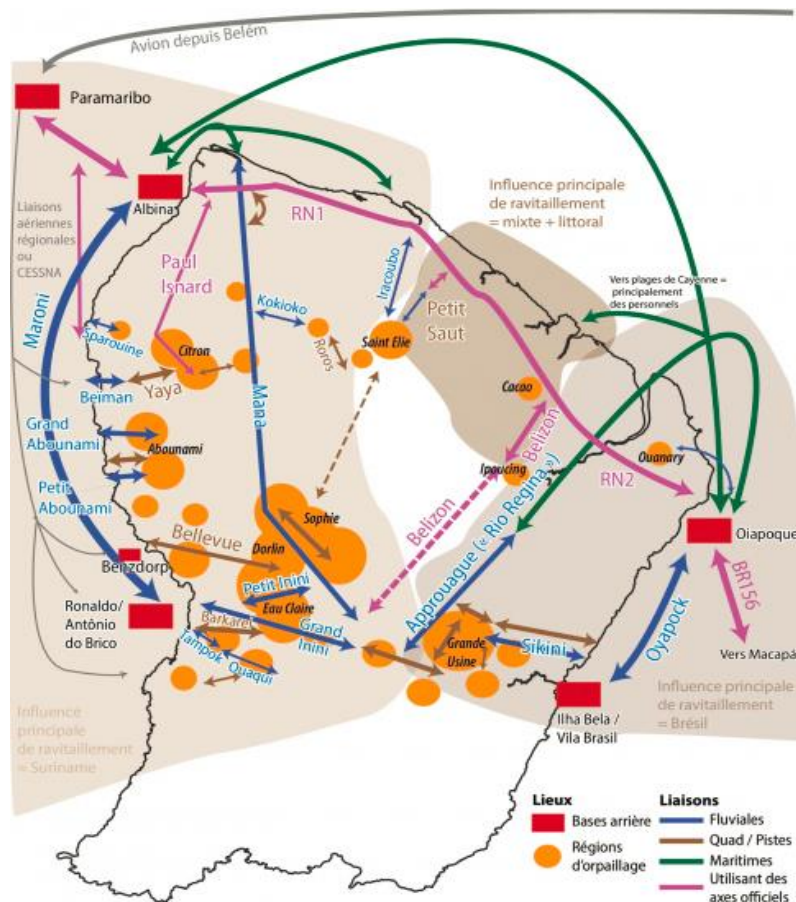 Avion depuis Belém
Paramaribo
Albina
RN1
Influence principale
de ravitaillement
= mixte + littoral
Liaisons
aériennes
régionales
ou
CESSNA
Paul
Isnard
Iracoubo
Petit
Saut
Vers plages de Cayenne =
principalement
des personnels
Maroni
Kokioko
Sparouine
Citron
Roros
Saint Elie
Beiman
Yaya
Mana
Cacao
Grand
Abounami
Abounami
Belizon
Ouanary
Ipoucing
Petit
Abounami
RN2
Sophie
Belizon
Approuague (« Rio Regina »)
Oiapoque
Bellevue
Dorlin
Benzdorp
Petit Inini
BR156
Ronaldo/
Antônio
do Brico
Eau Claire
Barkarel
Grand
Inini
Tampok
Ouaqui
Grande
Usine
Sikini
Oyapock
Vers Macapá
Influence
principale
de ravitaillement
= Suriname
Influence principale
de ravitaillement
= Brésil
Ilha Bela /
Vila Brasil
Lieux
Bases arrière
Régions
d'orpaillage
Liaisons
Fluviales
Quad / Pistes
Maritimes
Utilisant des
axes officiels